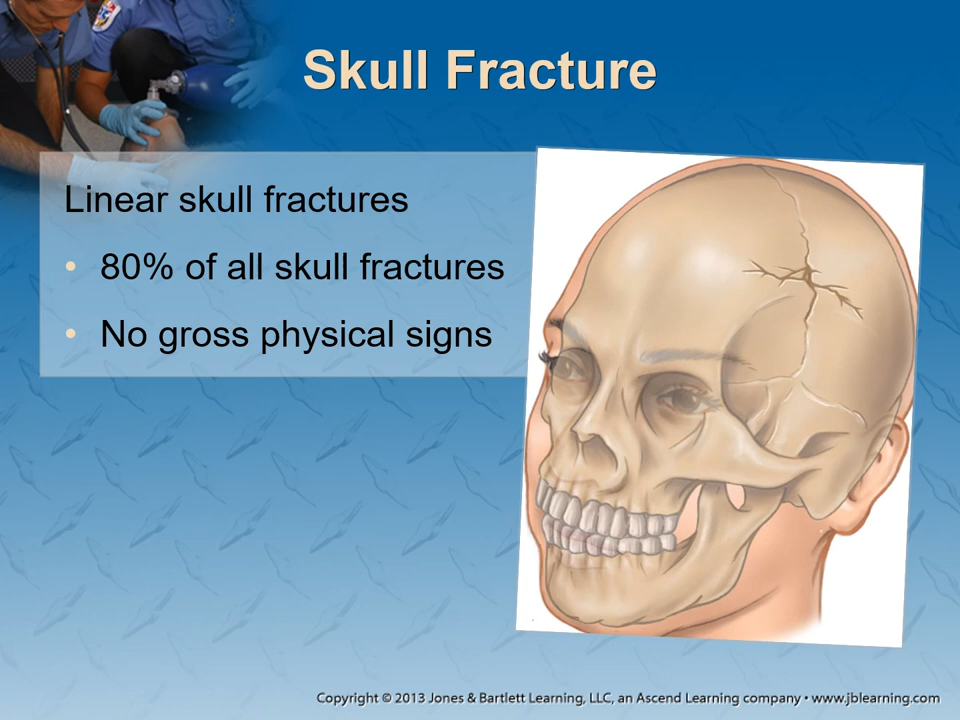 Skull Fracture
Linear skull fractures
• 80% of all skull fractures
• No gross physical signs
Copyright © 2013 Jones & Bartlett Learning, LLC, an Ascend Learning company • www.jblearning.com